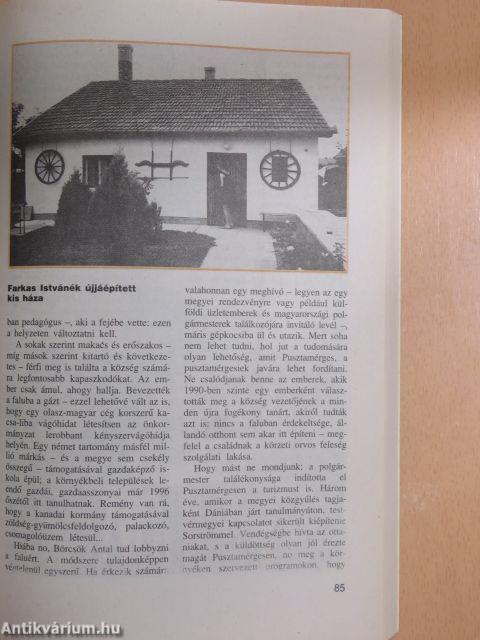 Farkas Istvánék újjáépített
kis háza
ban pedagógus –, aki a fejébe vette: ezen
a helyzeten változtatni kell.
A sokak szerint makacs és erőszakos –
míg mások szerint kitartó és következe-
tes – férfi meg is találta a község számá-
ra legfontosabb kapaszkodókat. Az em-
ber csak ámul, ahogy hallja. Bevezették
a faluba a gázt – ezzel lehetővé vált az is,
hogy egy olasz-magyar cég korszerű ka-
csa-liba vágóhidat létesítsen az önkor-
mányzat lerobbant kényszervágóhídja
helyén. Egy német tartomány másfél mil-
lió márkás – és a megye sem csekély
összegű – támogatásával gazdaképző is-
kola épül; a környékbeli települések le-
endő gazdái, gazdaasszonyai már 1996
őszétől itt tanulhatnak. Remény van rá,
hogy a kanadai kormány támogatásával
zöldség-gyümölcsfeldolgozó, palackozó,
csomagolóüzem létesül...
Hiába no, Börcsök Antal tud lobbyzni
a faluért. A módszere tulajdonképpen
végtelenül egyszerű. Ha érkezik számár:
valahonnan egy meghívó – legyen az egy
megyei rendezvényre vagy például kül-
földi üzletemberek és magyarországi pol-
gármesterek találkozójára invitáló levél –,
máris gépkocsiba ül és utazik. Mert soha
nem lehet tudni, hol jut a tudomására
olyan lehetőség, amit Pusztamérges, a
pusztamérgesiek javára lehet fordítani.
Ne csalódjanak benne az emberek, akik
1990-ben szinte egy emberként válasz-
tották meg a község vezetőjének a min-
den újra fogékony tanárt, akiről tudták
azt is: nincs a faluban érdekeltsége, ál-
landó otthont sem akar itt építeni – meg-
felel a családnak a körzeti orvos feleség
szolgálati lakása.
Hogy mást ne mondjunk: a polgár-
mester találékonysága indította el
Pusztamérgesen a turizmust is. Három
éve, amikor a megyei közgyűlés tagja-
ként Dániában járt tanulmányúton, test-
vérmegyei kapcsolatot sikerült kiépítenie
Sorströmmel. Vendégségbe hívta az otta-
niakat, s a küldöttség olyan jól érezte
magát Pusztamérgesen, no meg a kör-
nyéken szervezett programokon, hogy
85
Antikvárium.hu